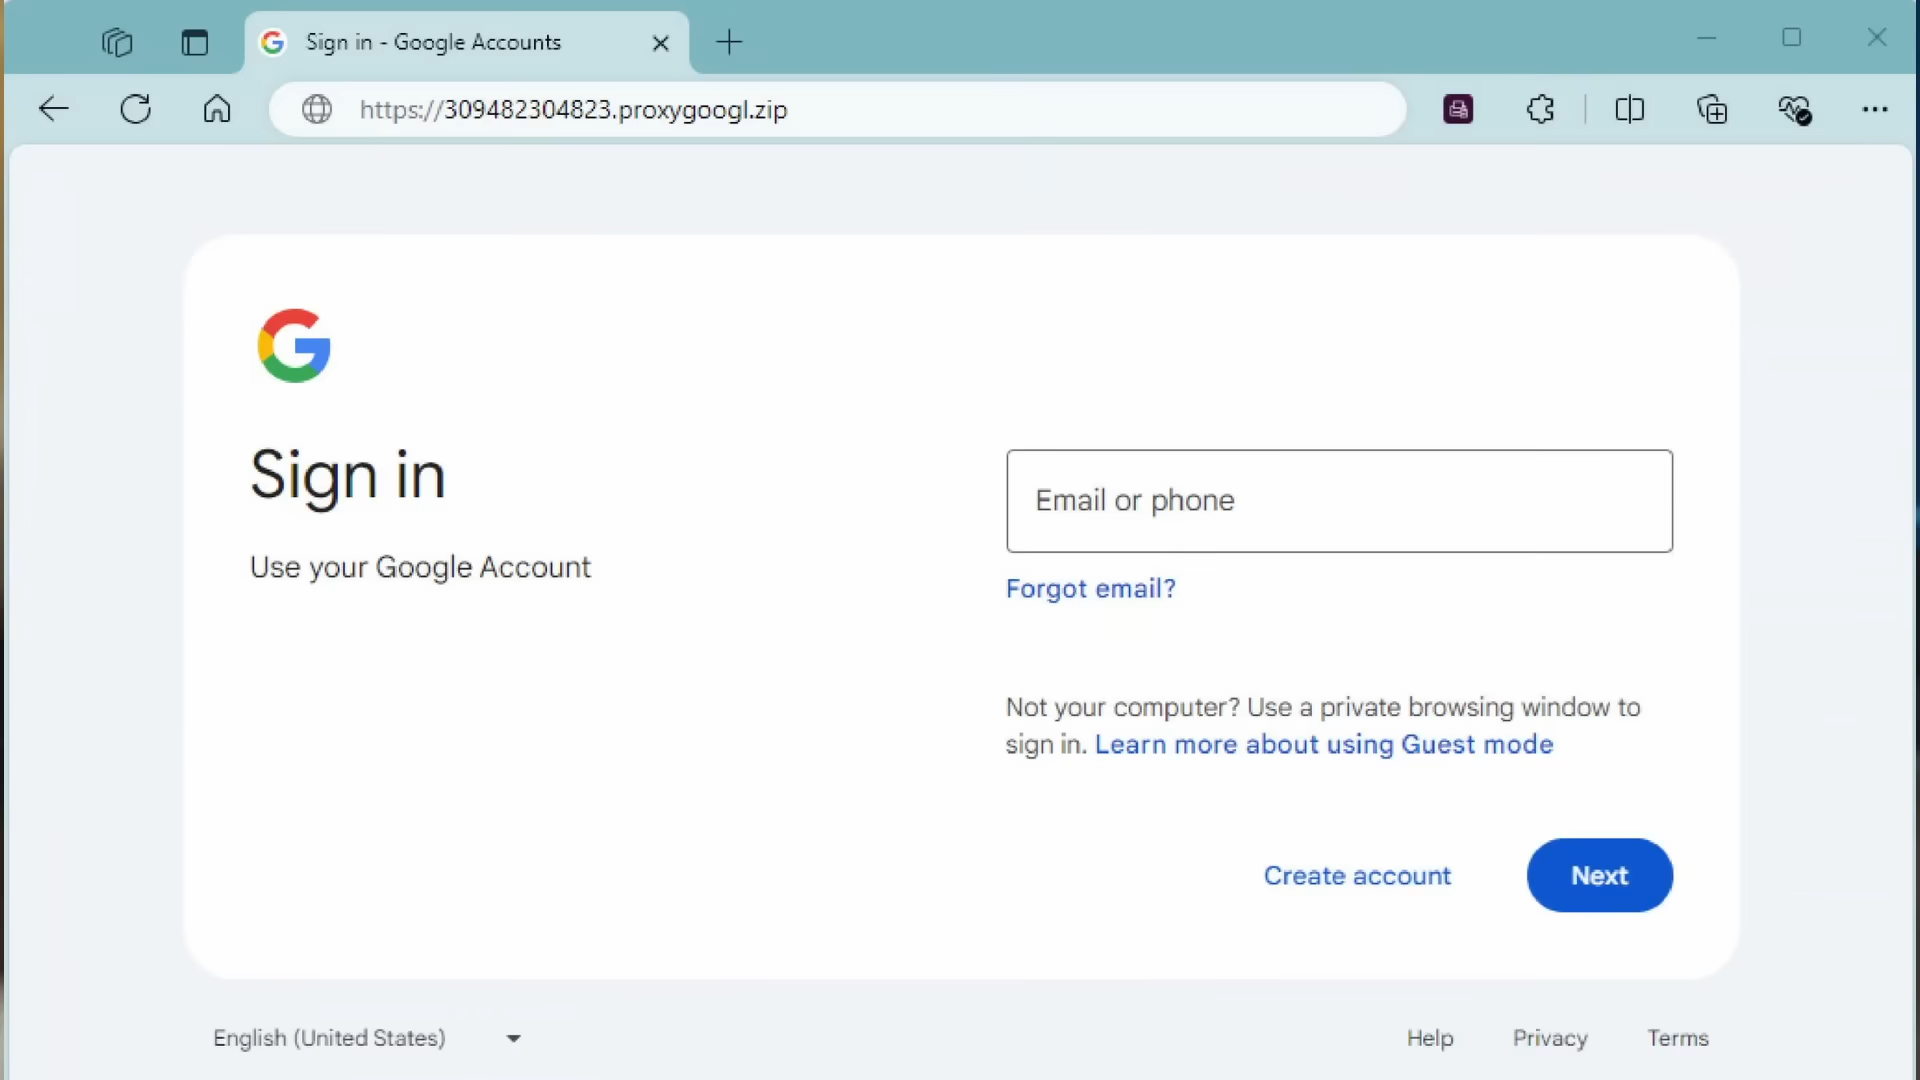 Sign in - Google Accounts
https://309482304823.proxygoogl.zip
Sign in
Use your Google Account
Email or phone
Forgot email?
Not your computer? Use a private browsing window to
sign in. Learn more about using Guest mode
Create account
Next
English (United States)
Help Privacy Terms